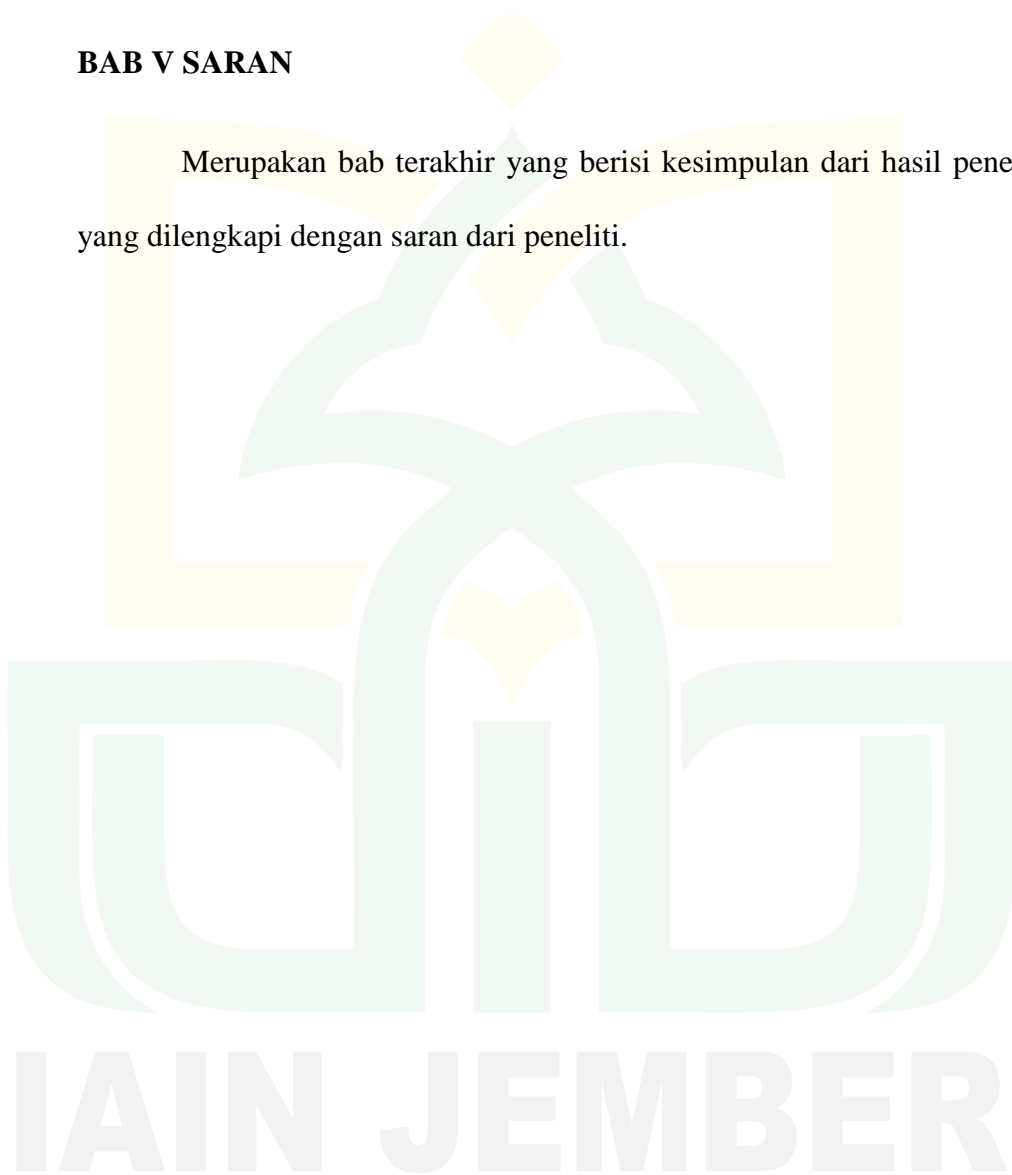 BAB V SARAN
Merupakan bab terakhir yang berisi kesimpulan dari hasil pene
yang dilengkapi dengan saran dari peneliti.
IAIN JEMBER